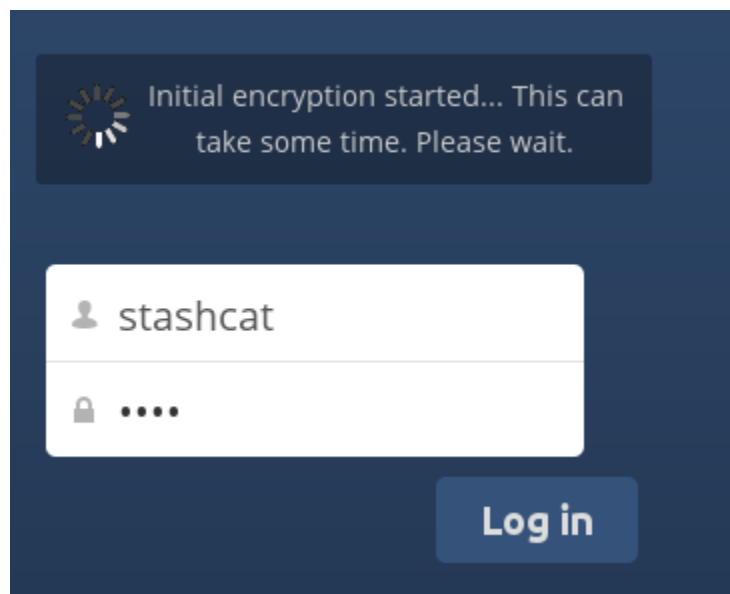 Initial encryption started... This can
take some time. Please wait.
stashcat
••••
Log in